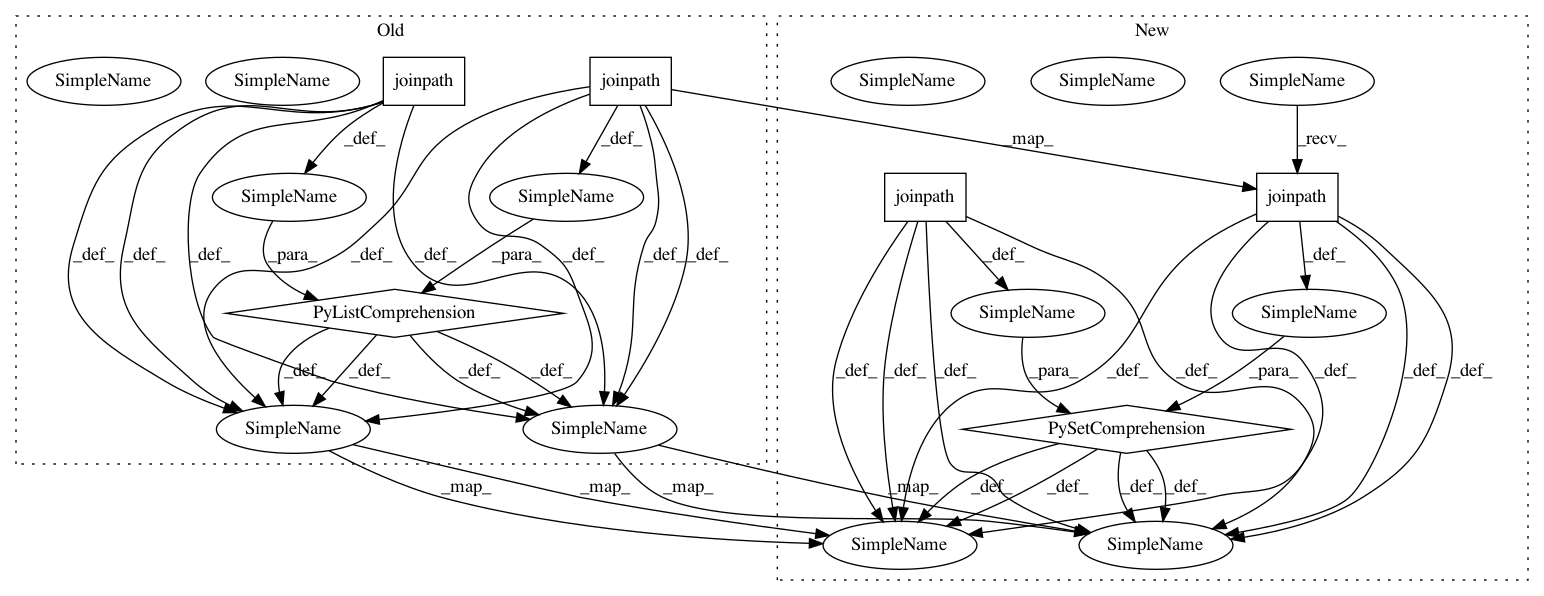 Old
New
SimpleName
SimpleName
joinpath
joinpath
SimpleName
SimpleName
SimpleName
_def_
_def_
_map_
_recv_
SimpleName
SimpleName
joinpath
joinpath
_def_
_def_
_def_
_para_
_def_
_def_
_para_
_def_
_def_
_def_
_def_
_def_
PyListComprehension
SimpleName
SimpleName
_def_
_def_
_def_
_def_
_def_
_def_
_def_
_para_
_def_
_def_
_def_
_para_
_def_
_def_
SimpleName
SimpleName
PySetComprehension
_map_
_map_
_map_
_map_
_def_
_def_
_def_
_def_
SimpleName
SimpleName